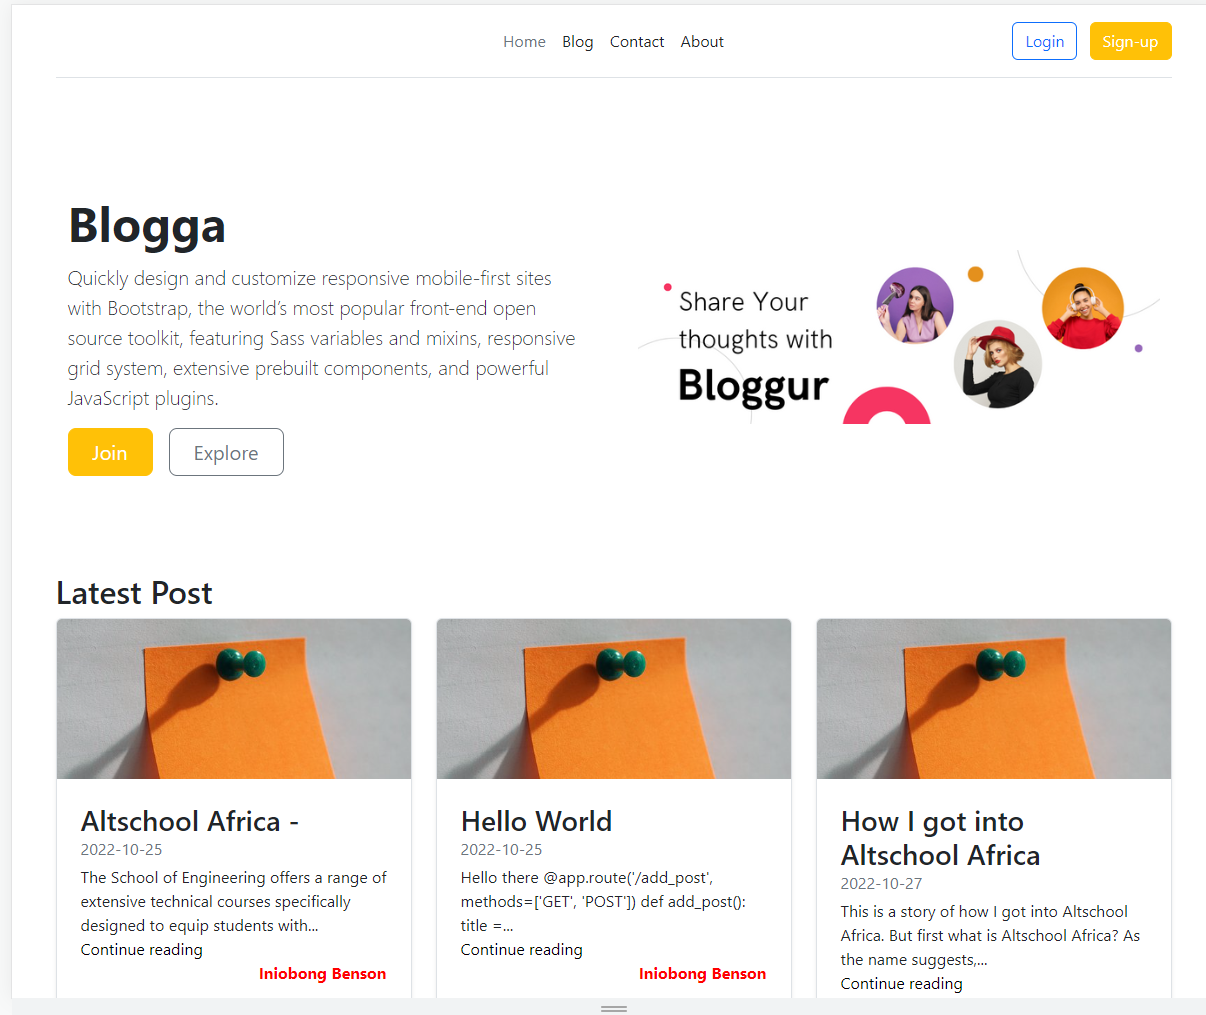 Home Blog Contact About Login Sign-up
Blogga
Quickly design and customize responsive mobile-first sites
with Bootstrap, the world’s most popular front-end open
source toolkit, featuring Sass variables and mixins, responsive
grid system, extensive prebuilt components, and powerful
JavaScript plugins.
Join Explore
Share Your
thoughts with
Bloggur
Latest Post
Altschool Africa -
2022-10-25
The School of Engineering offers a range of
extensive technical courses specifically
designed to equip students with...
Continue reading
Iniobong Benson
Hello World
2022-10-25
Hello there @app.route('/add_post',
methods=['GET', 'POST']) def add_post():
title =...
Continue reading
Iniobong Benson
How I got into
Altschool Africa
2022-10-27
This is a story of how I got into Altschool
Africa. But first what is Altschool Africa? As
the name suggests,...
Continue reading